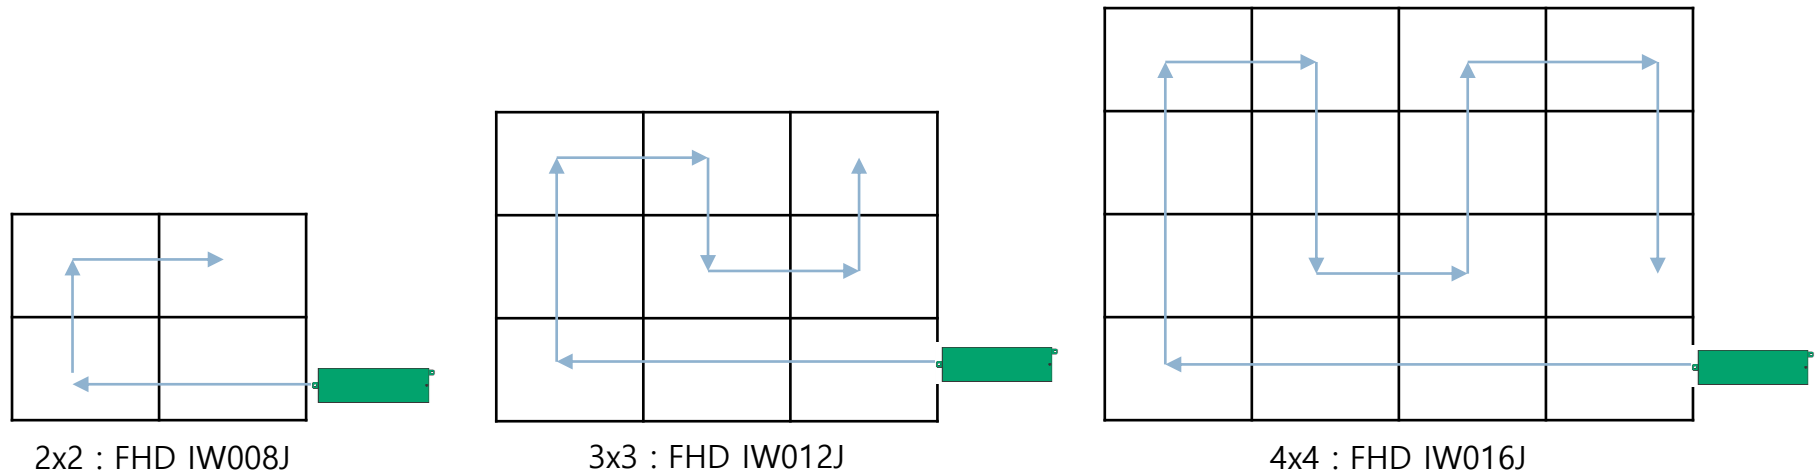 2x2 : FHD IW008J
3x3 : FHD IW012J
4x4 : FHD IW016J